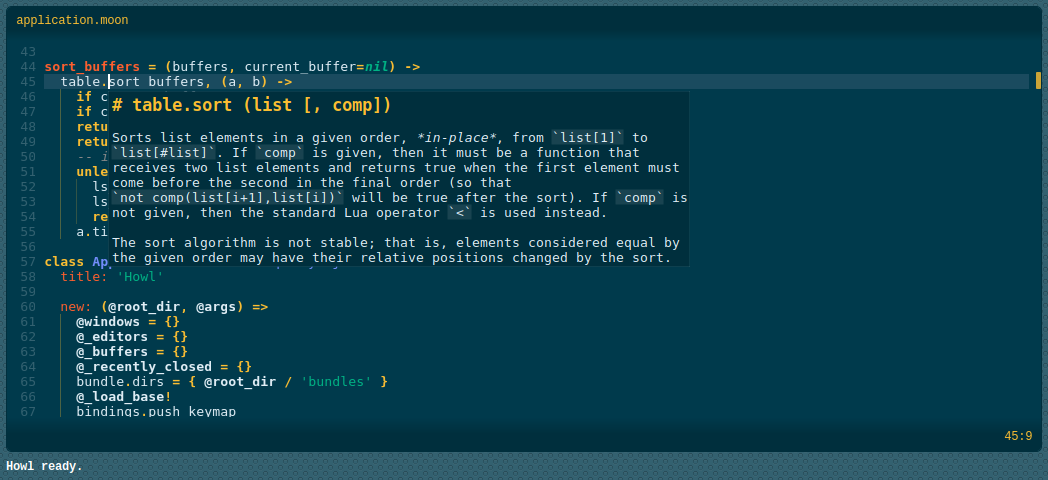 application.moon
43
44 sort_buffers = (buffers, current_buffer=nil) ->
45 table.sort buffers, (a, b) ->
46 if c
# table.sort (list [, comp])
47 if c
48 retu
Sorts list elements in a given order, *in-place*, from `list[1]` to
49 retu
`list[#list]`. If `comp` is given, then it must be a function that
50 -- i
receives two list elements and returns true when the first element must
51 unle
come before the second in the final order (so that
52 ls
`not comp(list[i+1],list[i])` will be true after the sort). If `comp` is
53 ls
not given, then the standard Lua operator `<` is used instead.
54 re
55 a.ti
The sort algorithm is not stable; that is, elements considered equal by
56
the given order may have their relative positions changed by the sort.
57 class Ap
58 title: 'Howl'
59
60 new: (@root_dir, @args) =>
61 @windows = {}
62 @_editors = {}
63 @_buffers = {}
64 @_recently_closed = {}
65 bundle.dirs = { @root_dir / 'bundles' }
66 @_load_base!
67 bindings.push keymap
45:9
Howl ready.